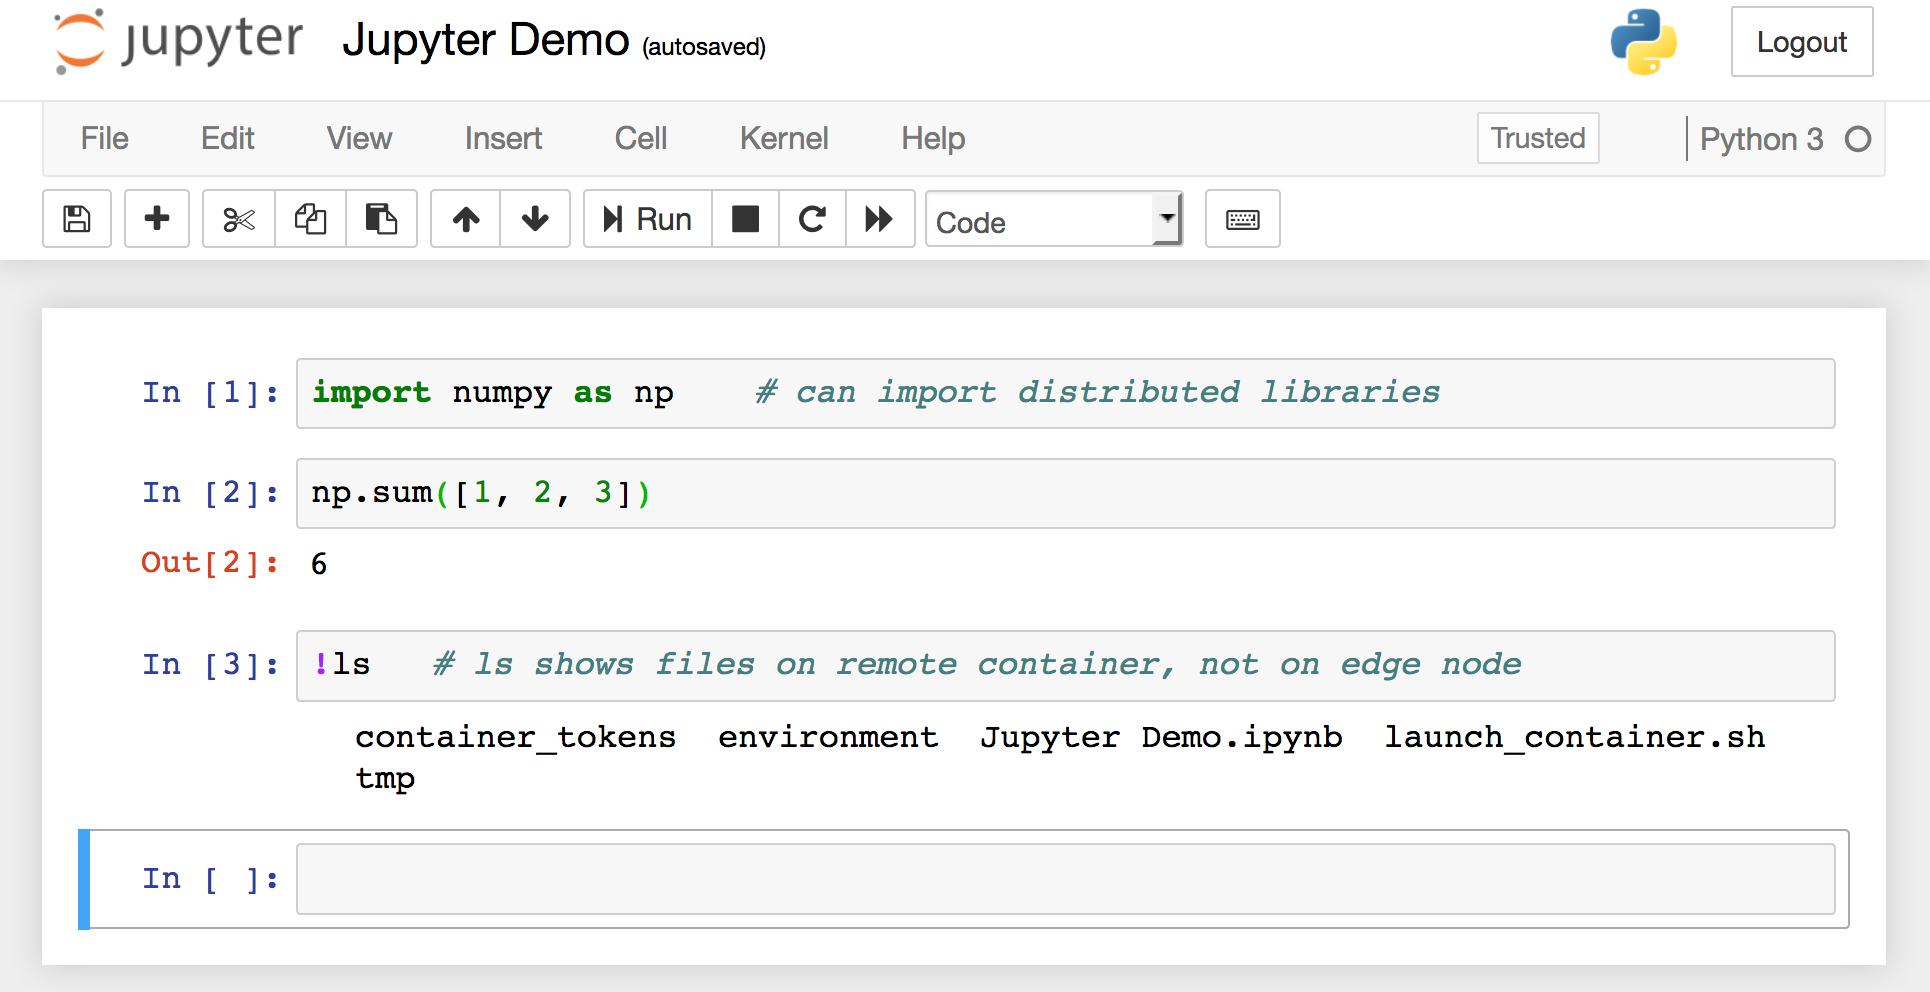 jupyter Jupyter Demo (autosaved) Logout
File Edit View Insert Cell Kernel Help Trusted Python 3
Run Code
In [1]: import numpy as np    # can import distributed libraries
In [2]: np.sum([1, 2, 3])
Out[2]: 6
In [3]: !ls   # ls shows files on remote container, not on edge node
container_tokens  environment  Jupyter Demo.ipynb  launch_container.sh
tmp
In [ ]: